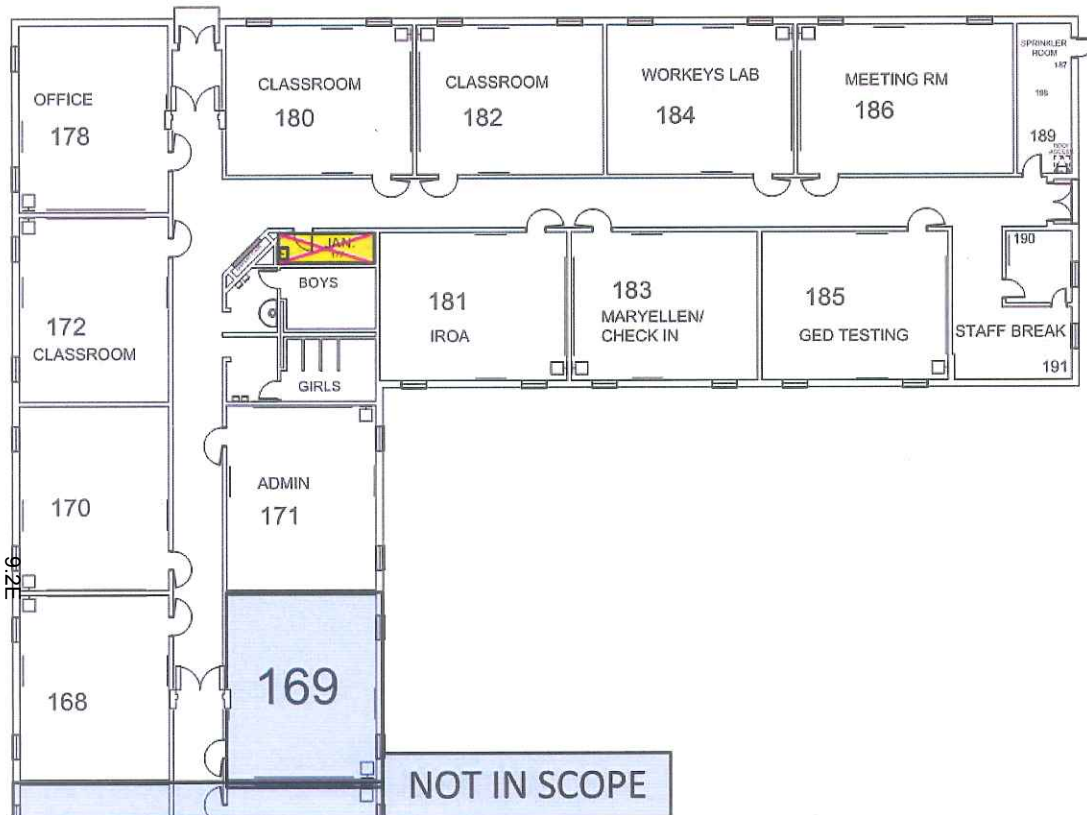 OFFICE
178
CLASSROOM
180
CLASSROOM
182
WORKEYS LAB
184
MEETING RM
186
SPRINKLER
ROOM
187
189
190
JAN.
BOYS
181
IROA
183
MARYELLEN/
CHECK IN
185
GED TESTING
STAFF BREAK
191
172
CLASSROOM
GIRLS
ADMIN
171
170
9.2E
168
169
NOT IN SCOPE